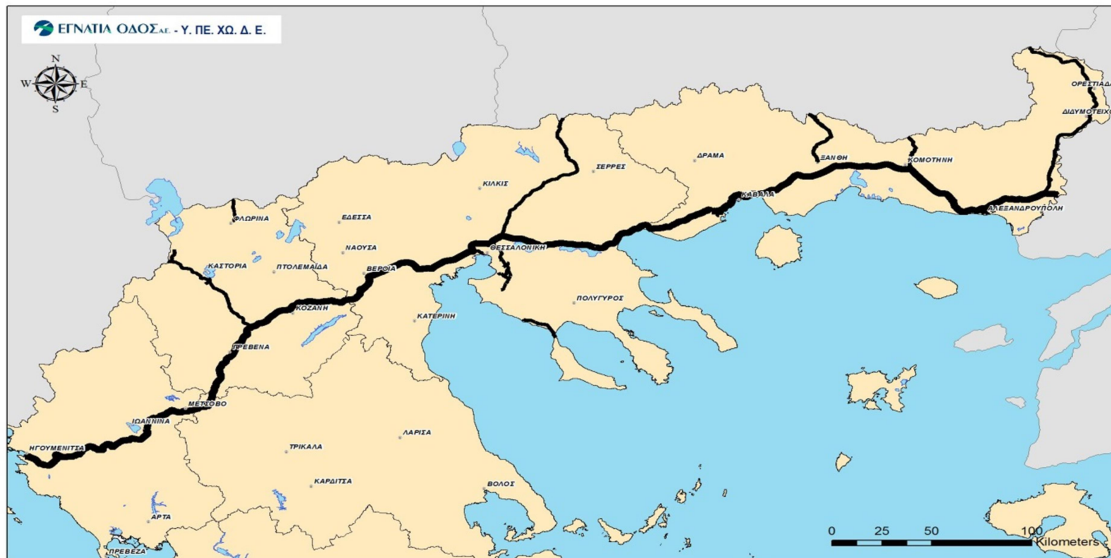 ΕΓΝΑΤΙΑ ΟΔΟΣ Α.Ε. - Υ. ΠΕ. ΧΩ. Δ. Ε.
N
W E
S
ΟΡΕΣΤΙΑΔΑ
ΔΙΔΥΜΟΤΕΙΧΟ
ΣΕΡΡΕΣ
ΔΡΑΜΑ
ΞΑΝΘΗ
ΚΟΜΟΤΗΝΗ
ΚΙΛΚΙΣ
ΚΑΒΑΛΑ
ΑΛΕΞΑΝΔΡΟΥΠΟΛΗ
ΦΛΩΡΙΝΑ
ΕΔΕΣΣΑ
ΝΑΟΥΣΑ
ΘΕΣΣΑΛΟΝΙΚΗ
ΚΑΣΤΟΡΙΑ
ΠΤΟΛΕΜΑΪΔΑ
ΒΕΡΟΙΑ
ΠΟΛΥΓΥΡΟΣ
ΚΟΖΑΝΗ
ΚΑΤΕΡΙΝΗ
ΓΡΕΒΕΝΑ
ΜΕΤΣΟΒΟ
ΙΩΑΝΝΙΝΑ
ΗΓΟΥΜΕΝΙΤΣΑ
ΛΑΡΙΣΑ
ΤΡΙΚΑΛΑ
ΚΑΡΔΙΤΣΑ
ΒΟΛΟΣ
ΑΡΤΑ
ΠΡΕΒΕΖΑ
0 25 50 100
Kilometers